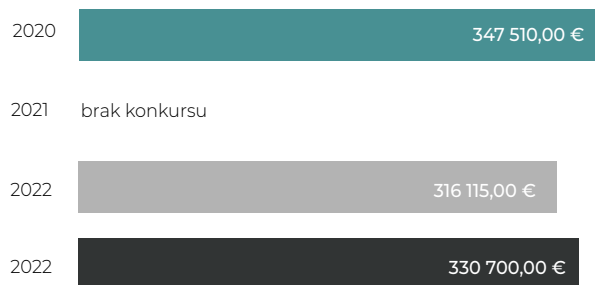 2020 347 510,00 €
2021 brak konkursu
2022 316 115,00 €
2022 330 700,00 €